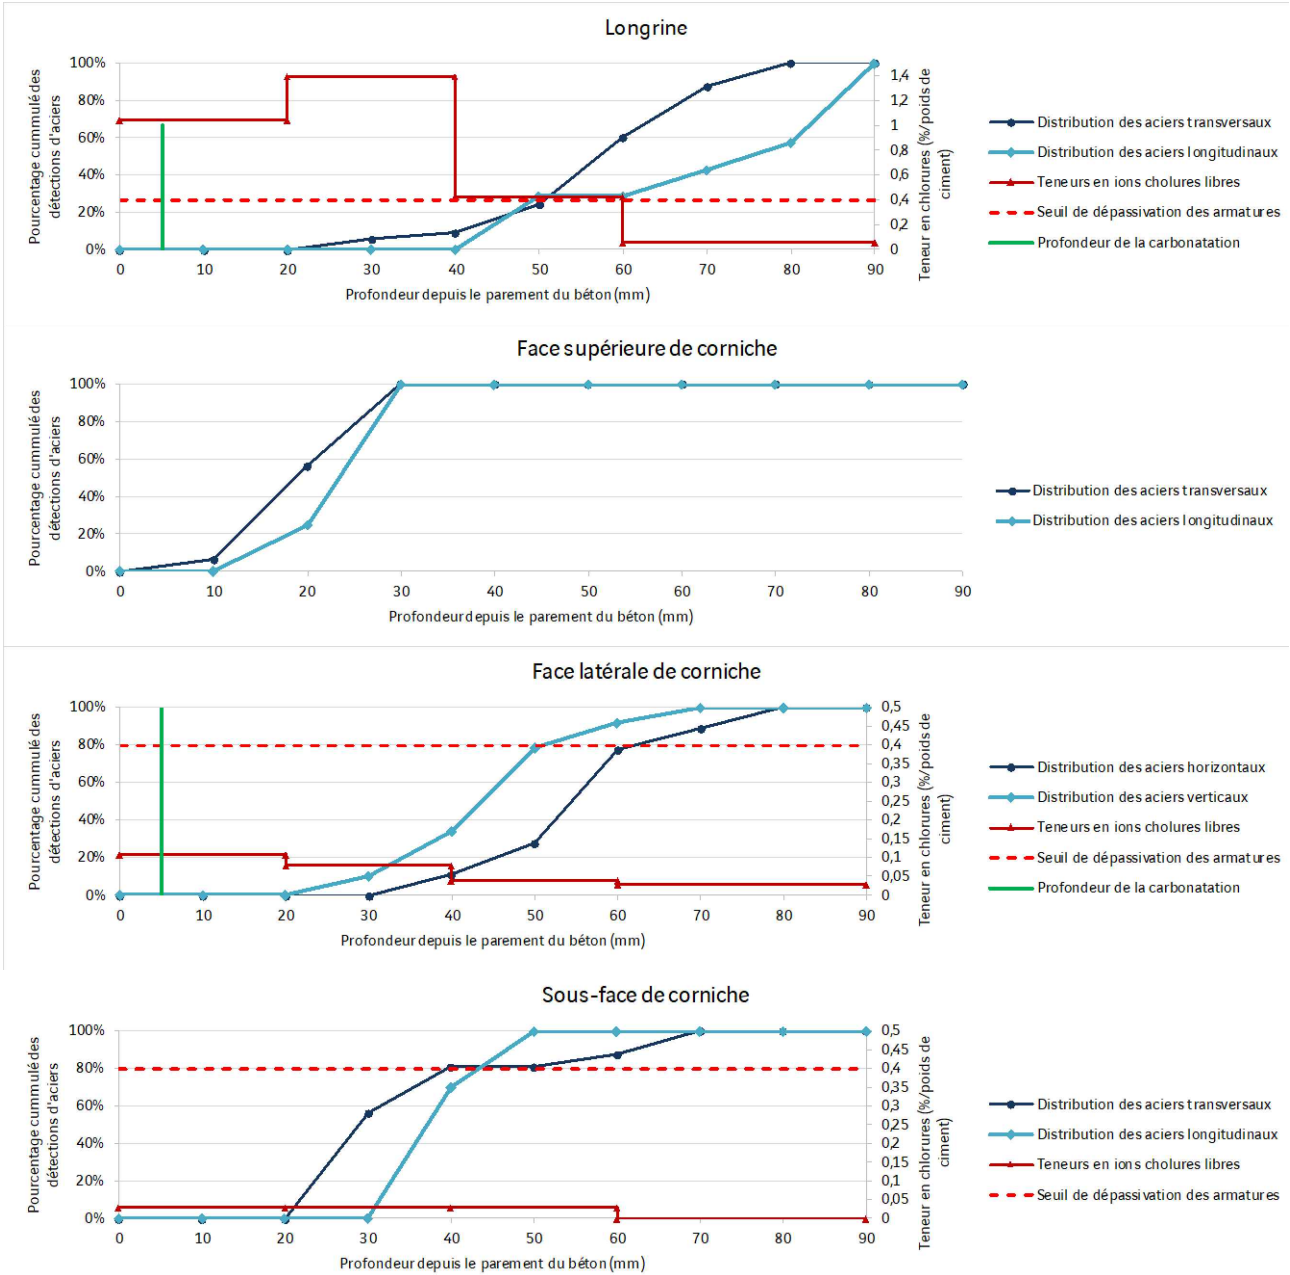 Longrine
Pourcentage cummulé des
détections d'aciers
100%
80%
60%
40%
20%
0%
0 10 20 30 40 50 60 70 80 90
Profondeur depuis le parement du béton (mm)
1,4
1,2
1
0,8
0,6
0,4
0,2
0
Teneur en chlorures (%/poids de
ciment)
Distribution des aciers transversaux
Distribution des aciers longitudinaux
Teneurs en ions cholures libres
Seuil de dépassivation des armatures
Profondeur de la carbonatation
Face supérieure de corniche
Pourcentage cummulé des
détections d'aciers
100%
80%
60%
40%
20%
0%
0 10 20 30 40 50 60 70 80 90
Profondeur depuis le parement du béton (mm)
Distribution des aciers transversaux
Distribution des aciers longitudinaux
Face latérale de corniche
Pourcentage cummulé des
détections d'aciers
100%
80%
60%
40%
20%
0%
0 10 20 30 40 50 60 70 80 90
Profondeur depuis le parement du béton (mm)
0,5
0,45
0,4
0,35
0,3
0,25
0,2
0,15
0,1
0,05
0
Teneur en chlorures (%/poids de
ciment)
Distribution des aciers horizontaux
Distribution des aciers verticaux
Teneurs en ions cholures libres
Seuil de dépassivation des armatures
Profondeur de la carbonatation
Sous-face de corniche
Pourcentage cummulé des
détections d'aciers
100%
80%
60%
40%
20%
0%
0 10 20 30 40 50 60 70 80 90
Profondeur depuis le parement du béton (mm)
0,5
0,45
0,4
0,35
0,3
0,25
0,2
0,15
0,1
0,05
0
Teneur en chlorures (%/poids de
ciment)
Distribution des aciers transversaux
Distribution des aciers longitudinaux
Teneurs en ions cholures libres
Seuil de dépassivation des armatures